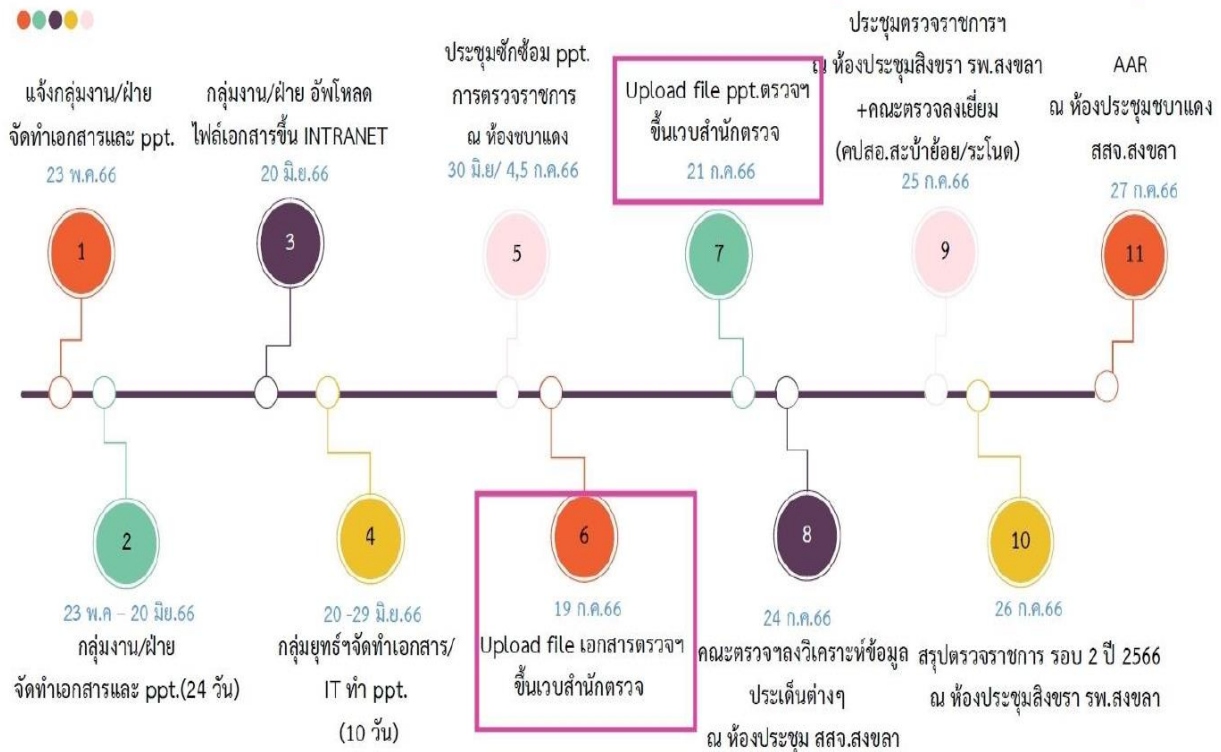 แจ้งกลุ่มงาน/ฝ่าย
จัดทำเอกสารและ ppt.
23 พ.ค.66
1
กลุ่มงาน/ฝ่าย อัพโหลด
ไฟล์เอกสารขึ้น INTRANET
20 มิ.ย.66
3
ประชุมซักซ้อม ppt.
การตรวจราชการ
ณ ห้องชบาแดง
30 มิ.ย/ 4,5 ก.ค.66
5
Upload file ppt.ตรวจฯ
ขึ้นเวบสำนักตรวจ
21 ก.ค.66
7
ประชุมตรวจราชการฯ
ณ ห้องประชุมสิงขรา รพ.สงขลา
+คณะตรวจลงเยี่ยม
(คปสอ.สะบ้าย้อย/ระโนด)
25 ก.ค.66
9
AAR
ณ ห้องประชุมชบาแดง
สสจ.สงขลา
27 ก.ค.66
11
2
23 พ.ค – 20 มิย.66
กลุ่มงาน/ฝ่าย
จัดทำเอกสารและ ppt.(24 วัน)
4
20 -29 มิ.ย.66
กลุ่มยุทธ์ฯจัดทำเอกสาร/
IT ทำ ppt.
(10 วัน)
6
19 ก.ค.66
Upload file เอกสารตรวจฯ
ขึ้นเวบสำนักตรวจ
8
24 ก.ค.66
คณะตรวจฯลงวิเคราะห์ข้อมูล
ประเด็นต่างๆ
ณ ห้องประชุม สสจ.สงขลา
10
26 ก.ค.66
สรุปตรวจราชการ รอบ 2 ปี 2566
ณ ห้องประชุมสิงขรา รพ.สงขลา